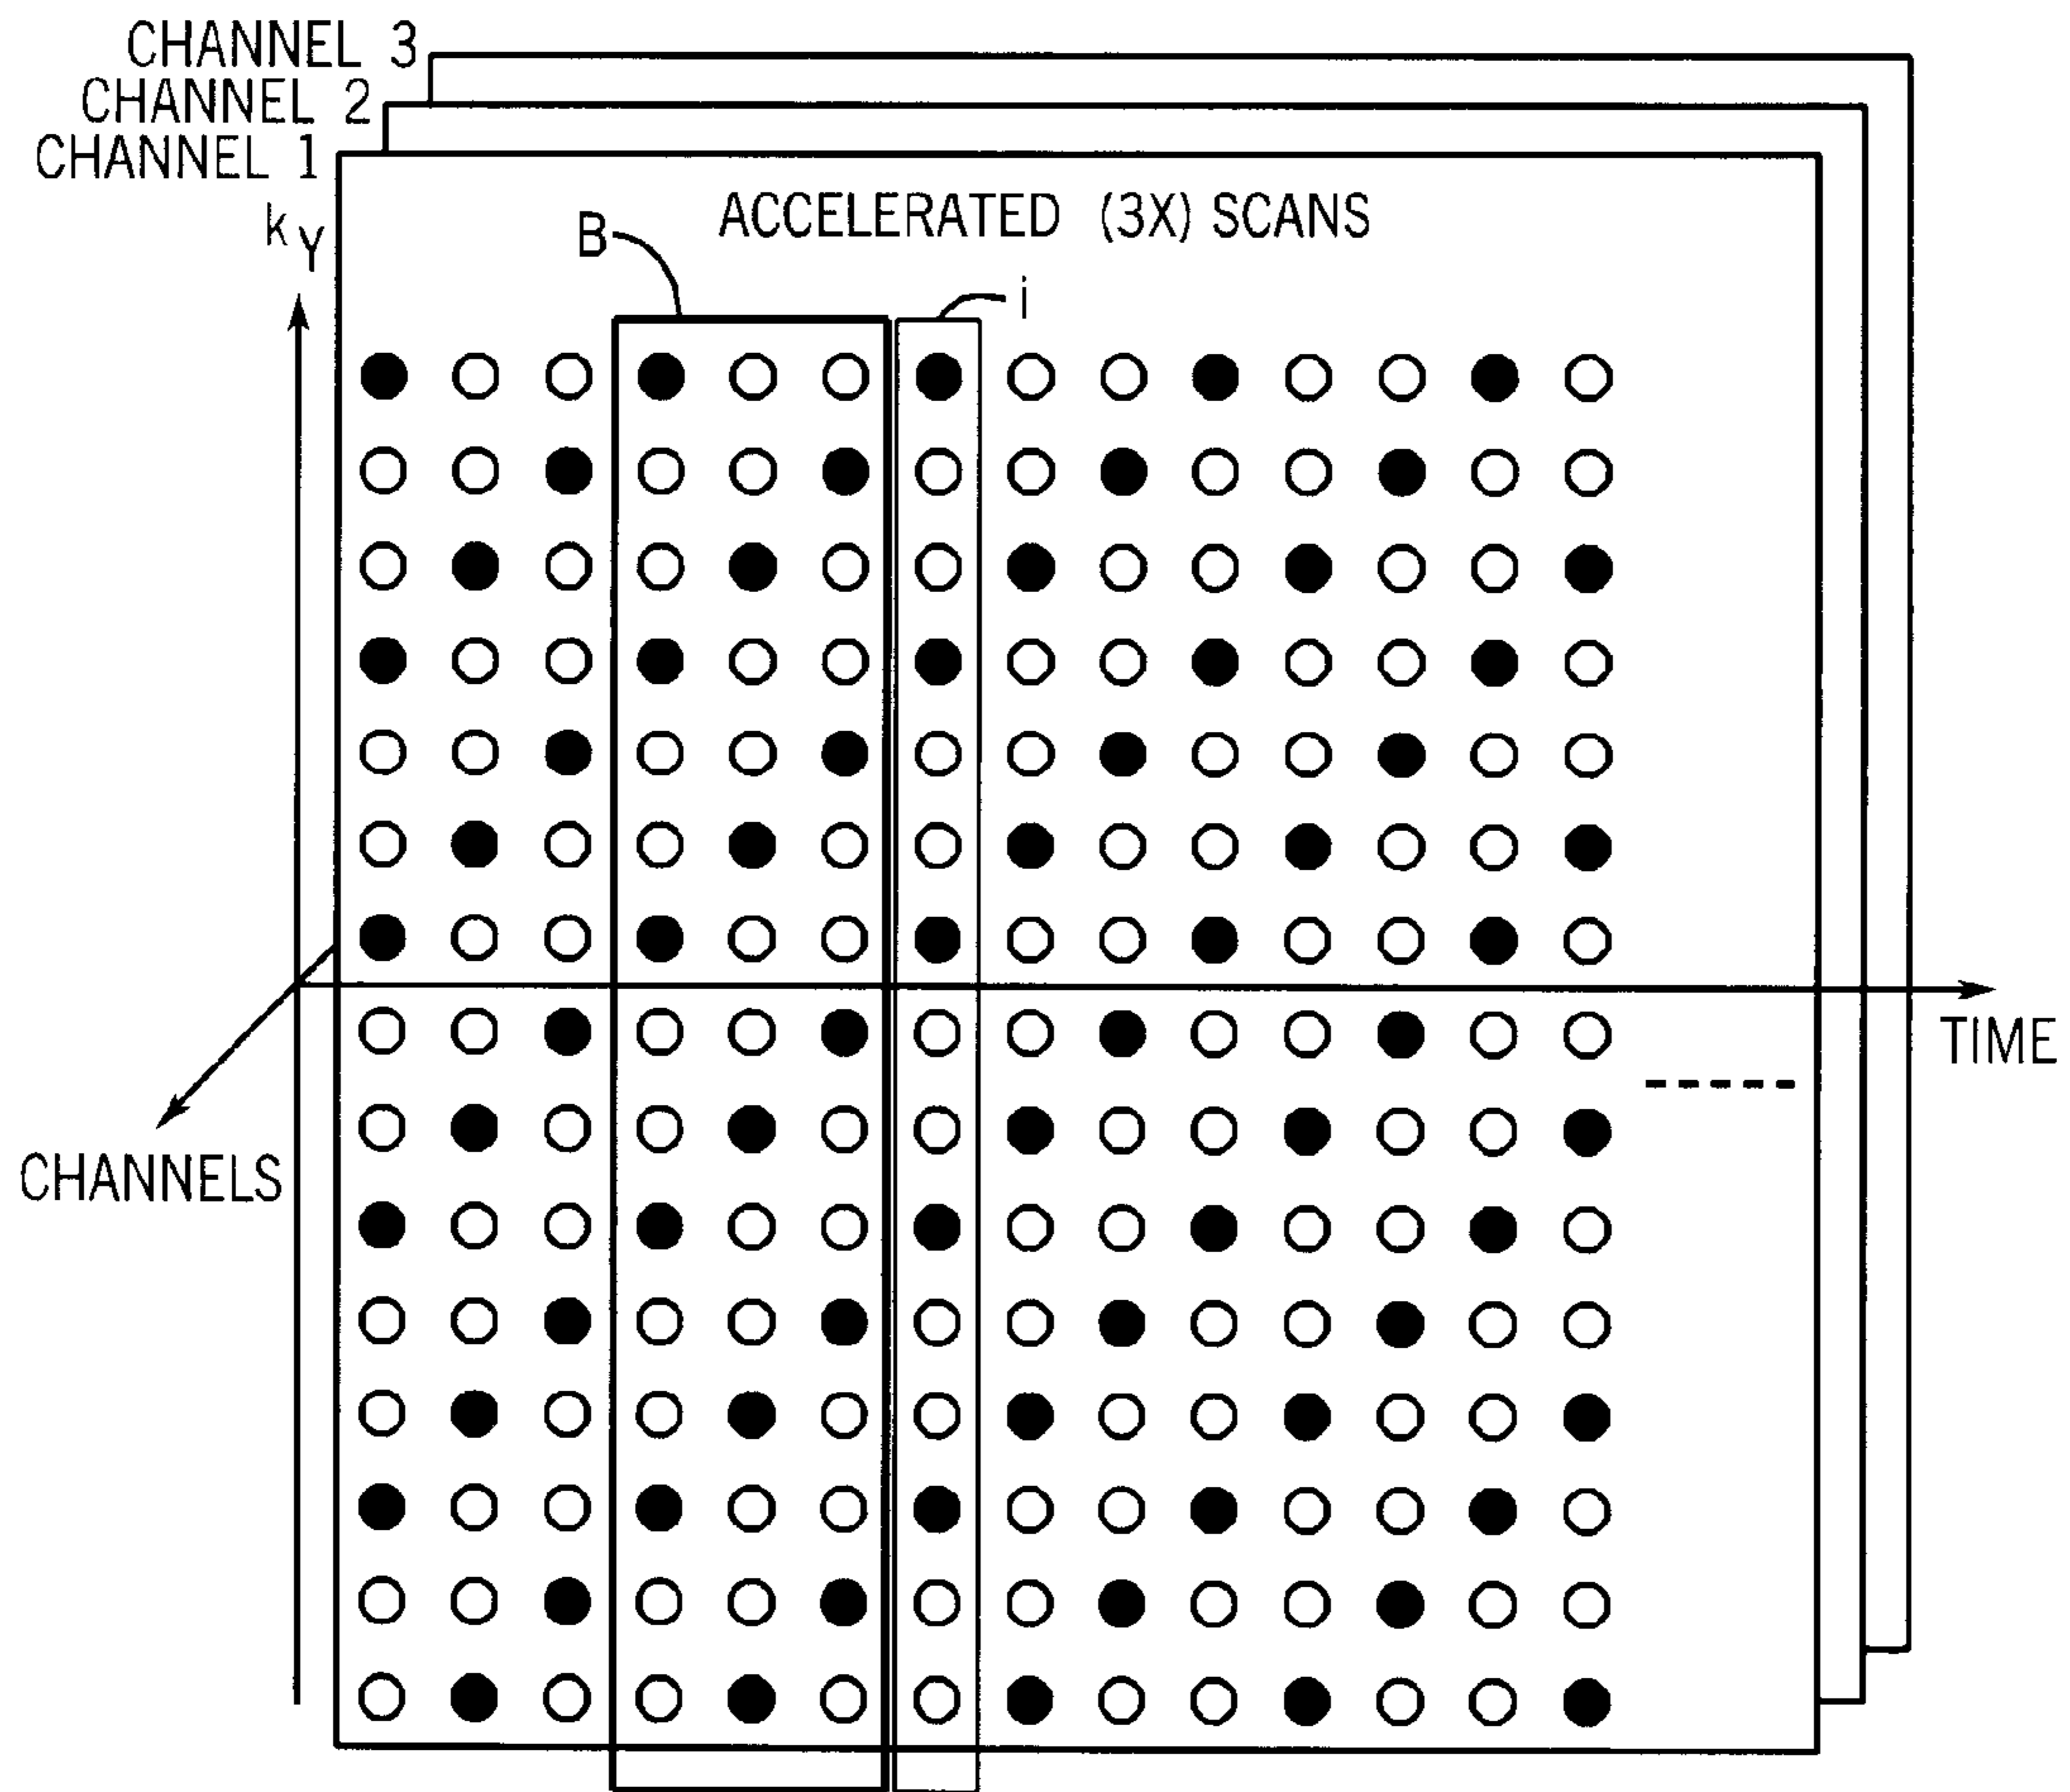 CHANNEL 3
CHANNEL 2
CHANNEL 1
kY
ACCELERATED (3X) SCANS
B
i
TIME
CHANNELS